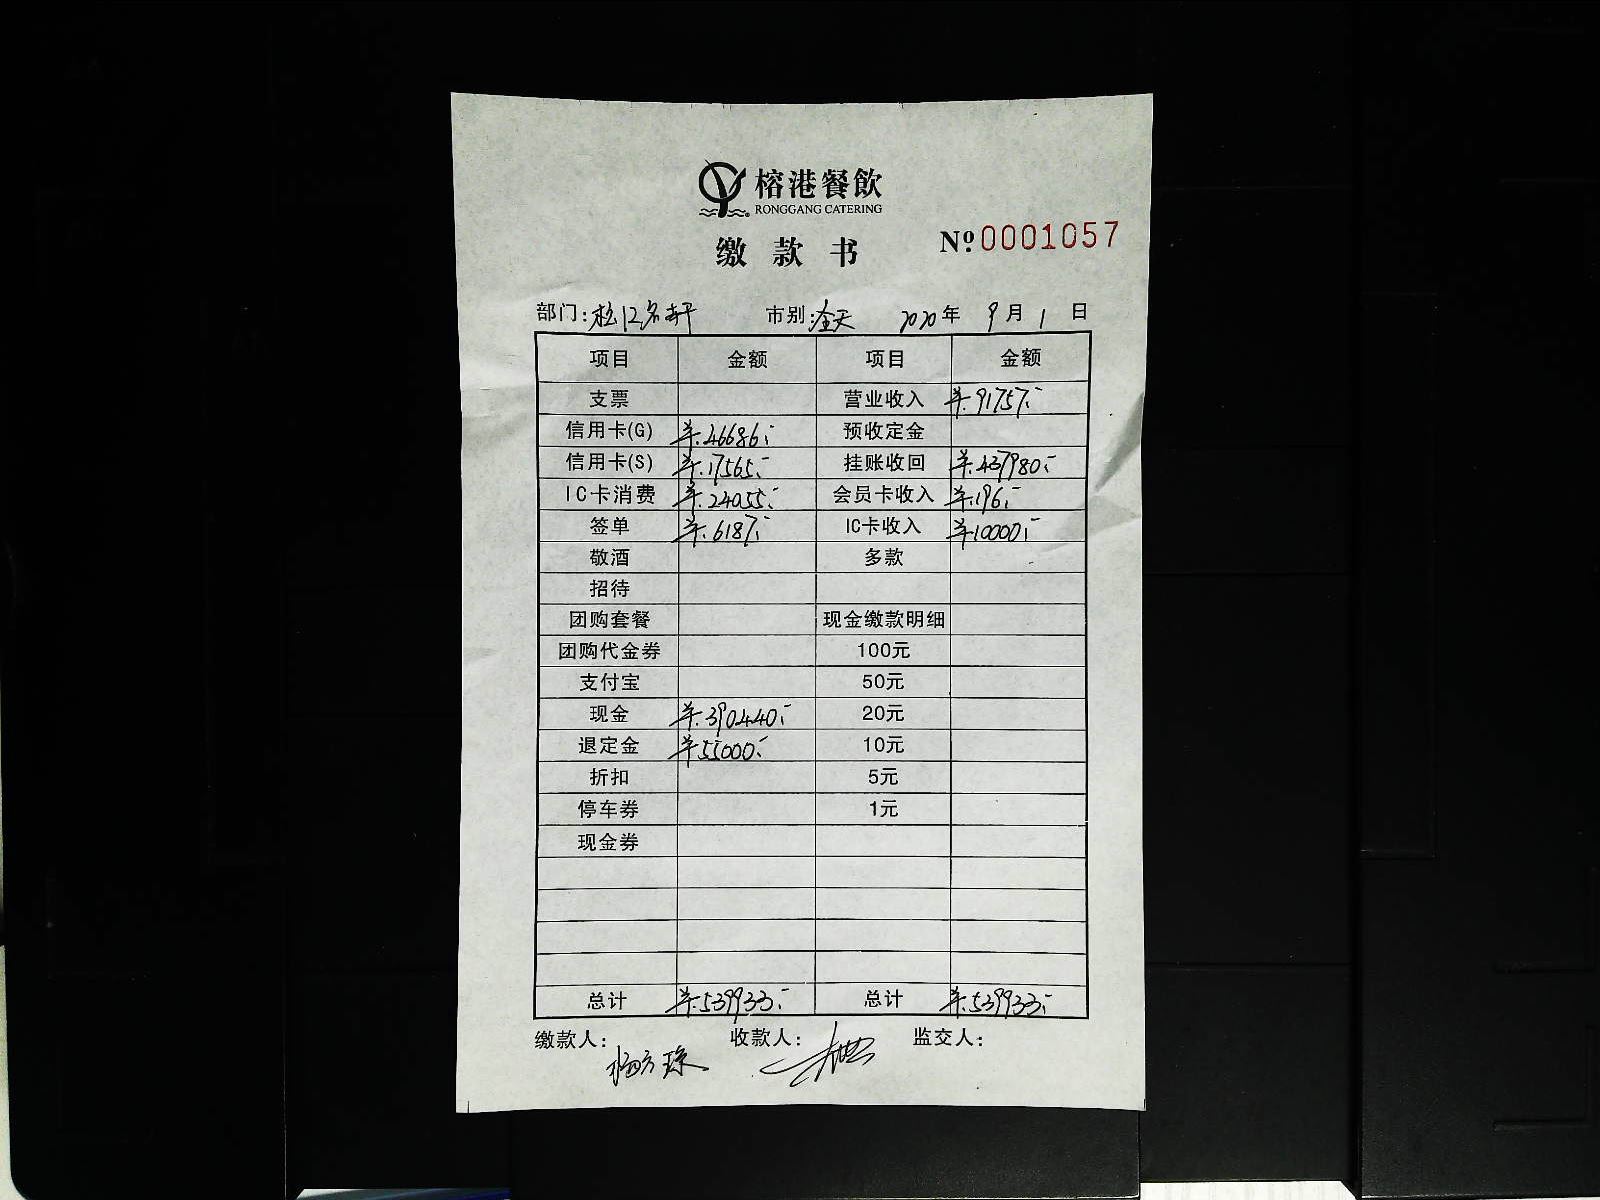 榕港餐飲
RONGGANG CATERING
缴款书
№0001057
部门:松江名轩 市别:全天 2020年 9月 1 日
项目 金额 项目 金额
支票 营业收入 ¥.91757.-
信用卡(G) ¥.46686.- 预收定金
信用卡(S) ¥.17565.- 挂账收回 ¥.437980.-
IC卡消费 ¥.24055.- 会员卡收入 ¥.196.-
签单 ¥.6187.- IC卡收入 ¥10000.-
敬酒 多款
招待
团购套餐 现金缴款明细
团购代金券 100元
支付宝 50元
现金 ¥.390440.- 20元
退定金 ¥55000.- 10元
折扣 5元
停车券 1元
现金券
总计 ¥.539933.- 总计 ¥.539933.-
缴款人: 收款人: 监交人: